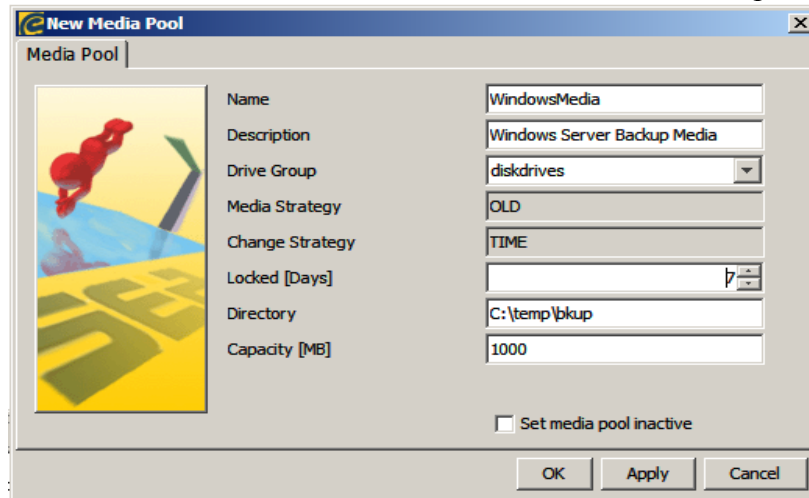 New Media Pool
Media Pool
Name WindowsMedia
Description Windows Server Backup Media
Drive Group diskdrives
Media Strategy OLD
Change Strategy TIME
Locked [Days] 7
Directory C:\temp\bkup
Capacity [MB] 1000
Set media pool inactive
OK Apply Cancel